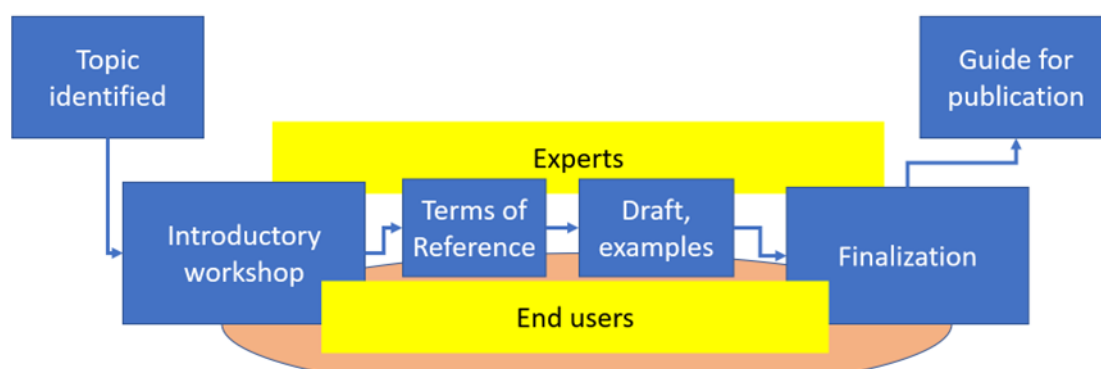 Topic
identified
Guide for
publication
Experts
Introductory
workshop
Terms of
Reference
Draft,
examples
Finalization
End users